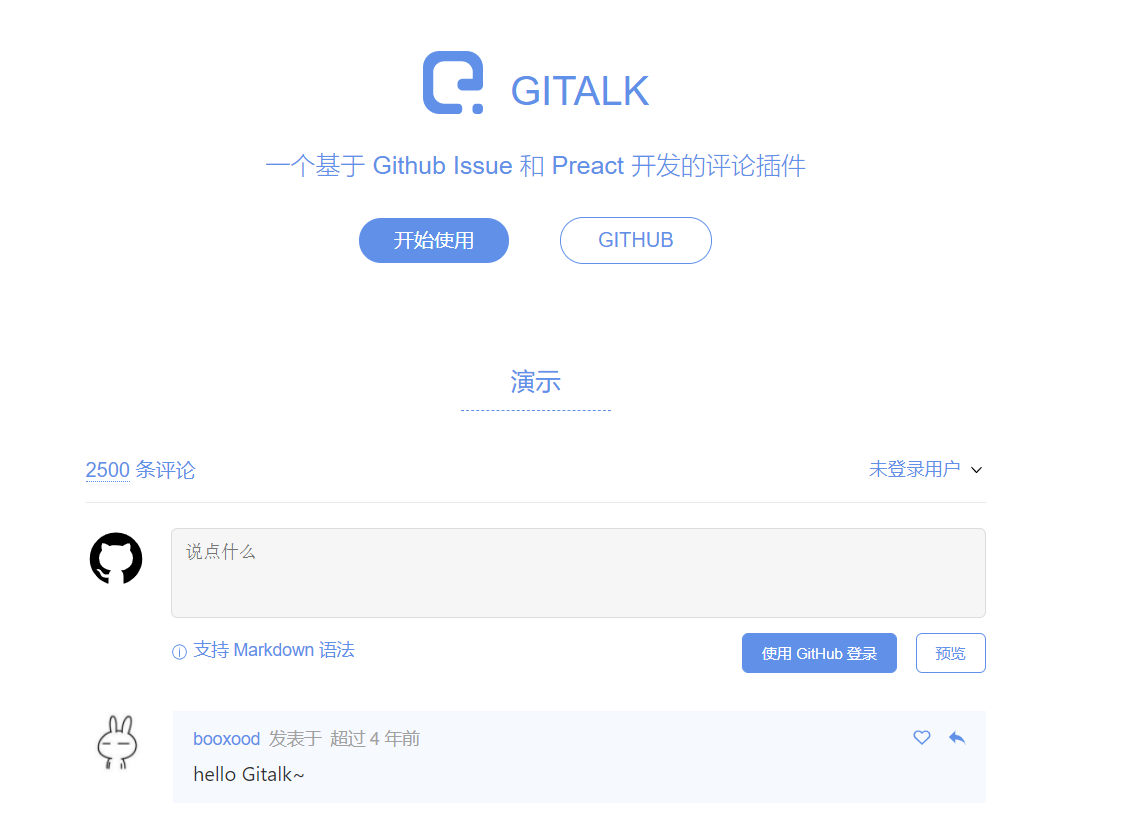 GITALK
一个基于 Github Issue 和 Preact 开发的评论插件
开始使用 GITHUB
演示
2500 条评论 未登录用户
说点什么
支持 Markdown 语法 使用 GitHub 登录 预览
booxood 发表于 超过 4 年前
hello Gitalk~